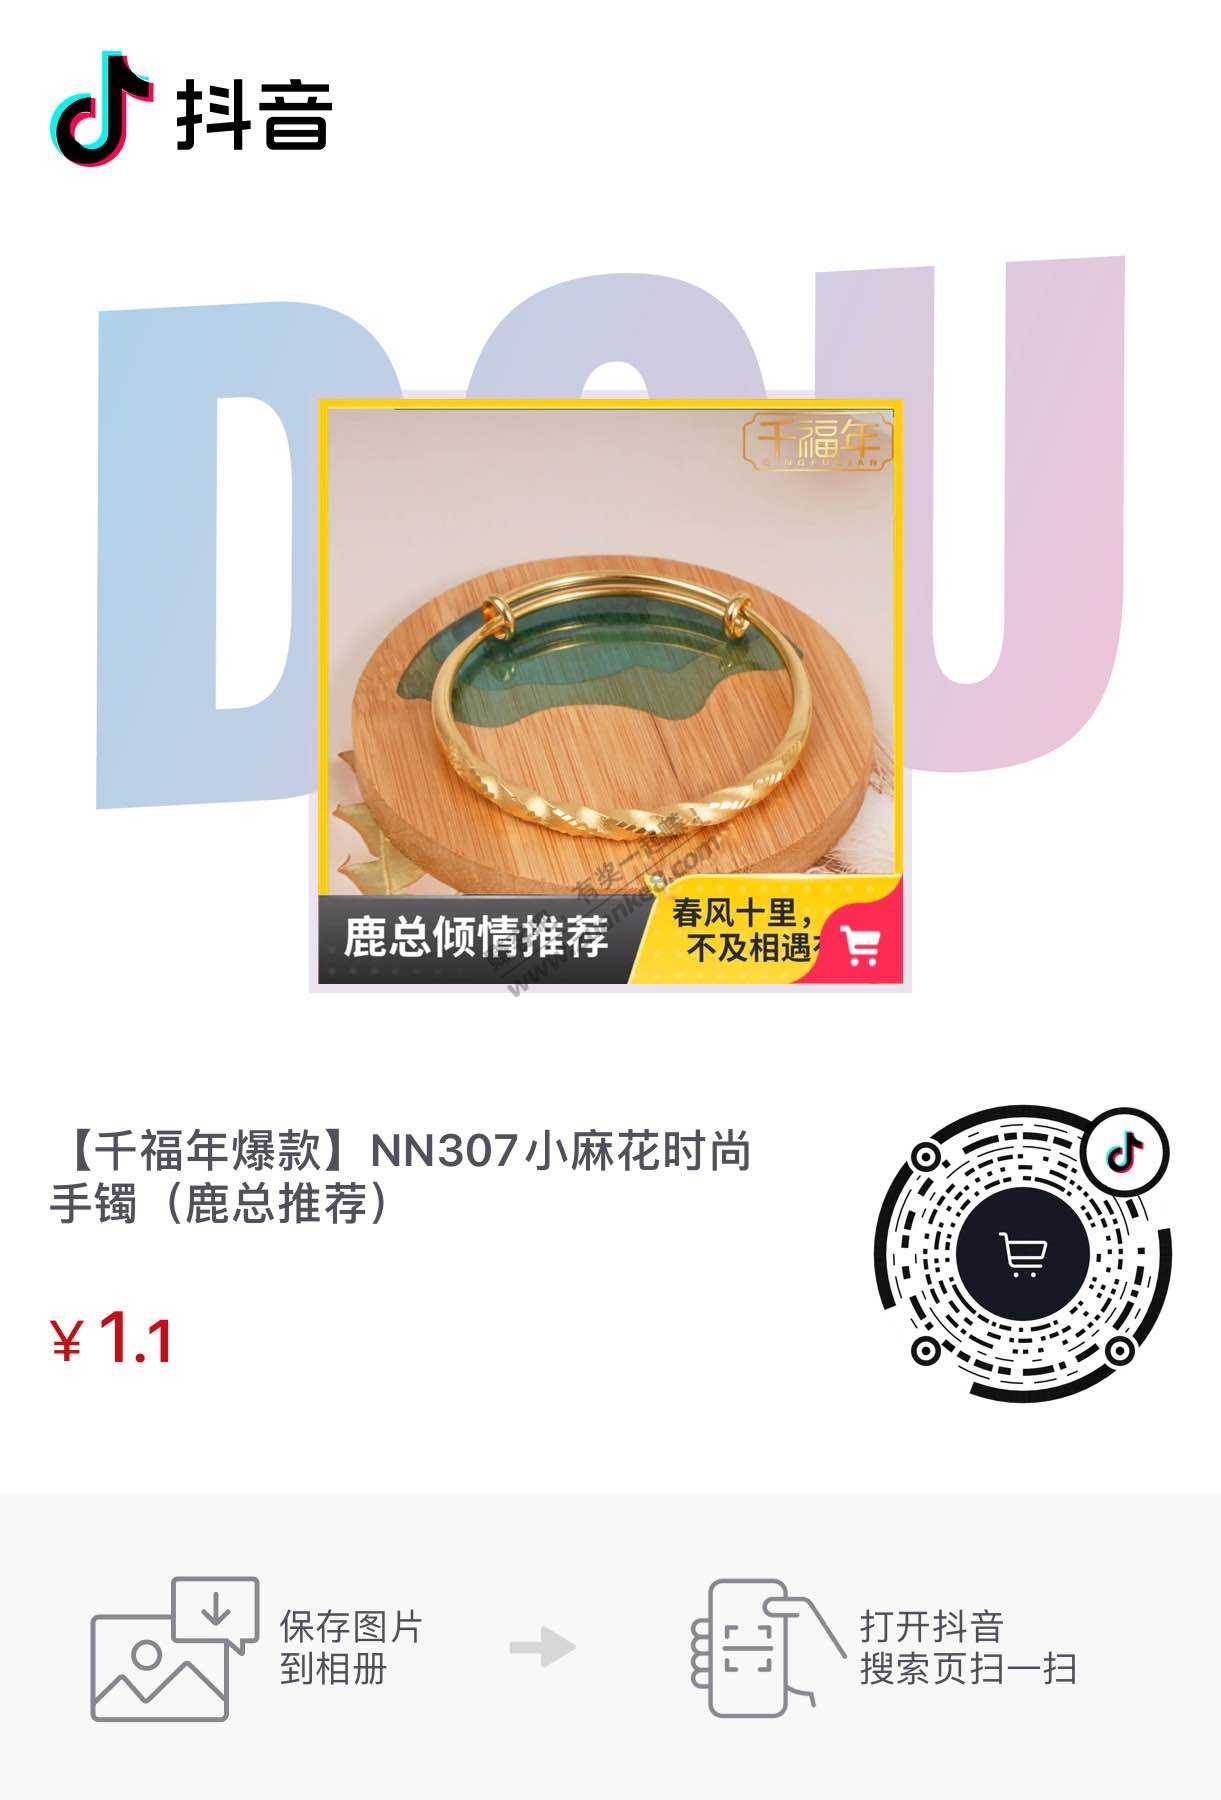 抖音
DOU
千福年
鹿总倾情推荐
春风十里，
不及相遇
【千福年爆款】NN307小麻花时尚
手镯（鹿总推荐）
¥ 1.1
保存图片
到相册
打开抖音
搜索页扫一扫